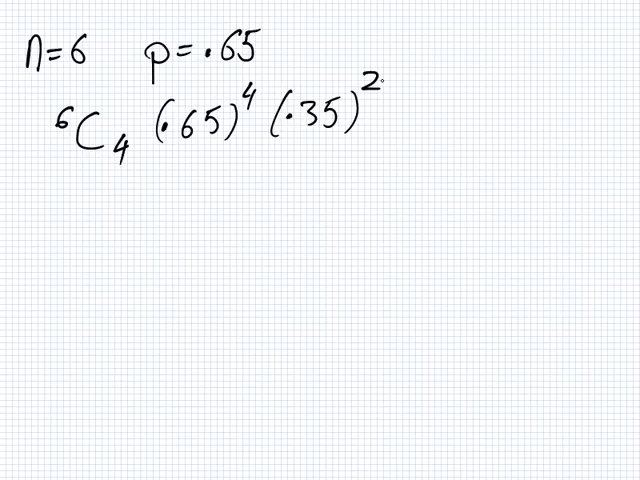 n=6 p=.65
⁶C₄ (.65)⁴ (.35)²